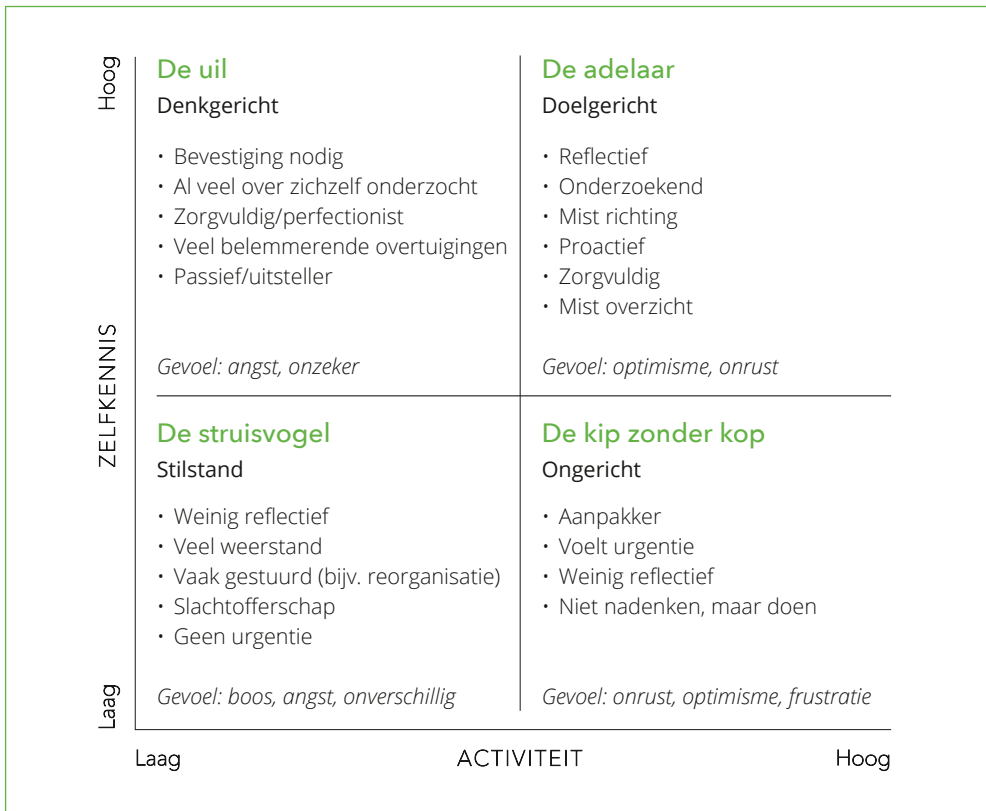 Hoog
De uil
Denkgericht
• Bevestiging nodig
• Al veel over zichzelf onderzocht
• Zorgvuldig/perfectionist
• Veel belemmerende overtuigingen
• Passief/uitsteller
Gevoel: angst, onzeker
De adelaar
Doelgericht
• Reflectief
• Onderzoekend
• Mist richting
• Proactief
• Zorgvuldig
• Mist overzicht
Gevoel: optimisme, onrust
ZELFKENNIS
De struisvogel
Stilstand
• Weinig reflectief
• Veel weerstand
• Vaak gestuurd (bijv. reorganisatie)
• Slachtofferschap
• Geen urgentie
Gevoel: boos, angst, onverschillig
De kip zonder kop
Ongericht
• Aanpakker
• Voelt urgentie
• Weinig reflectief
• Niet nadenken, maar doen
Gevoel: onrust, optimisme, frustratie
Laag
Laag
ACTIVITEIT
Hoog